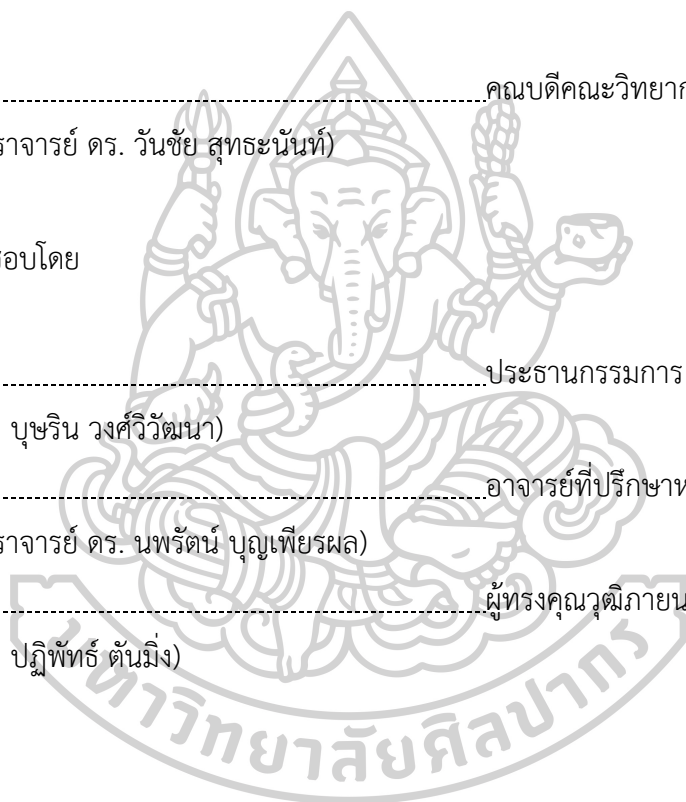 คณบดีคณะวิทยาก
ราจารย์ ดร. วันชัย สุทธะนันท์)
อบโดย
ประธานกรรมการ
บุษริน วงศ์วิวัฒนา)
อาจารย์ที่ปรึกษาห
ราจารย์ ดร. นพรัตน์ บุญเพียรผล)
ผู้ทรงคุณวุฒิภายน
ปฏิพัทธ์ ตันมิ่ง)
มหาวิทยาลัยศิลปากร